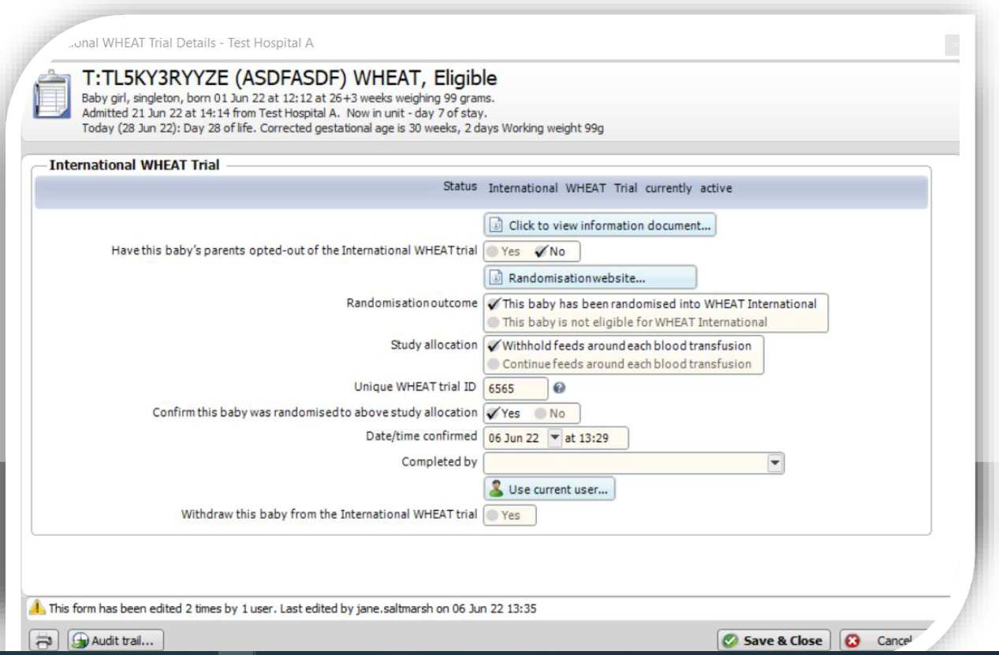 onal WHEAT Trial Details - Test Hospital A
T:TL5KY3RYYZE (ASDFASDF) WHEAT, Eligible
Baby girl, singleton, born 01 Jun 22 at 12:12 at 26+3 weeks weighing 99 grams.
Admitted 21 Jun 22 at 14:14 from Test Hospital A. Now in unit - day 7 of stay.
Today (28 Jun 22): Day 28 of life. Corrected gestational age is 30 weeks, 2 days Working weight 99g
International WHEAT Trial
Status International WHEAT Trial currently active
Click to view information document...
Have this baby's parents opted-out of the International WHEAT trial Yes No
Randomisation website...
Randomisation outcome This baby has been randomised into WHEAT International
This baby is not eligible for WHEAT International
Study allocation Withhold feeds around each blood transfusion
Continue feeds around each blood transfusion
Unique WHEAT trial ID 6565
Confirm this baby was randomised to above study allocation Yes No
Date/time confirmed 06 Jun 22 at 13:29
Completed by
Use current user...
Withdraw this baby from the International WHEAT trial Yes
This form has been edited 2 times by 1 user. Last edited by jane.saltmarsh on 06 Jun 22 13:35
Audit trail... Save & Close Cancel